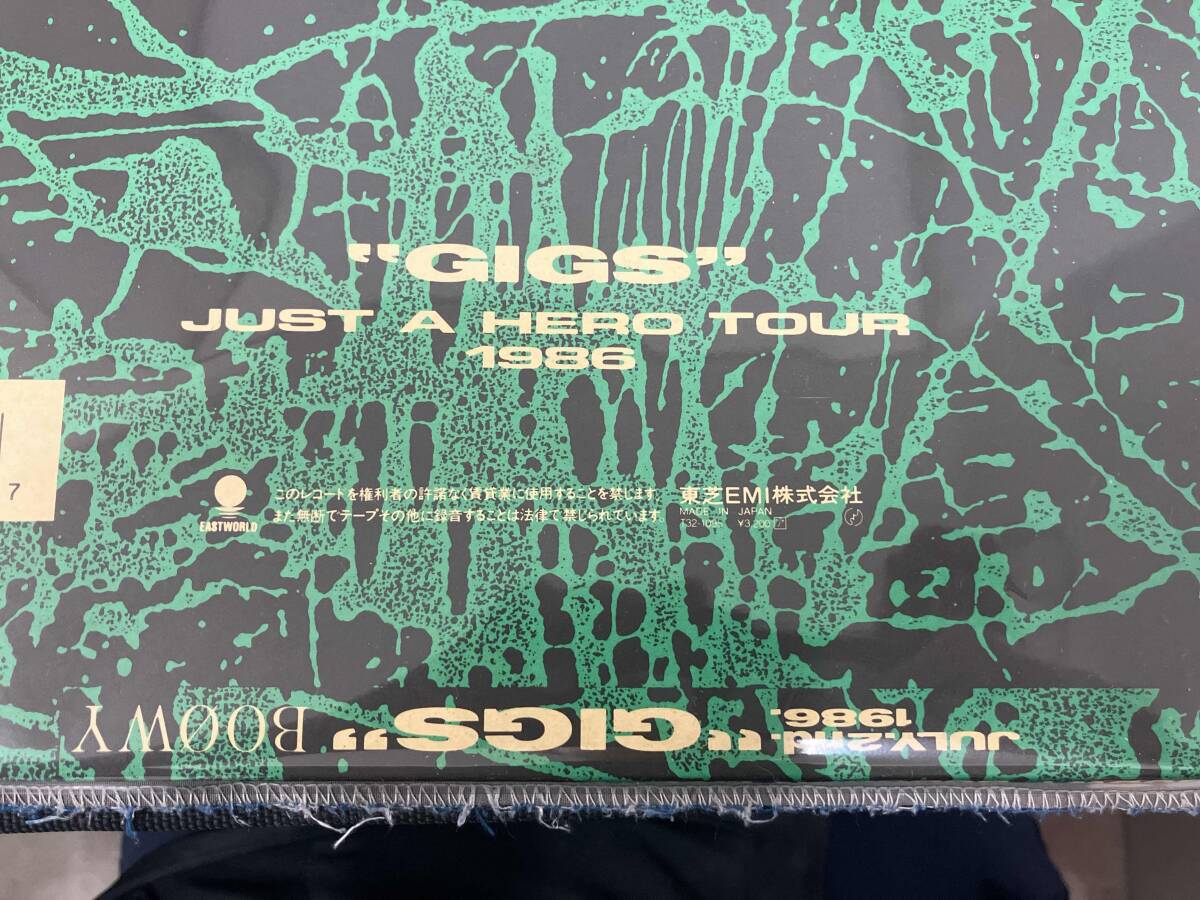 "GIGS"
JUST A HERO TOUR
1986
7
EASTWORLD
このレコードを権利者の許諾なく賃貸業に使用することを禁じます。
また無断でテープその他に録音することは法律で禁じられています。
東芝EMI株式会社
MADE IN JAPAN
¥3,200
JULY.2nd.
1986.
"GIGS" BOØWY